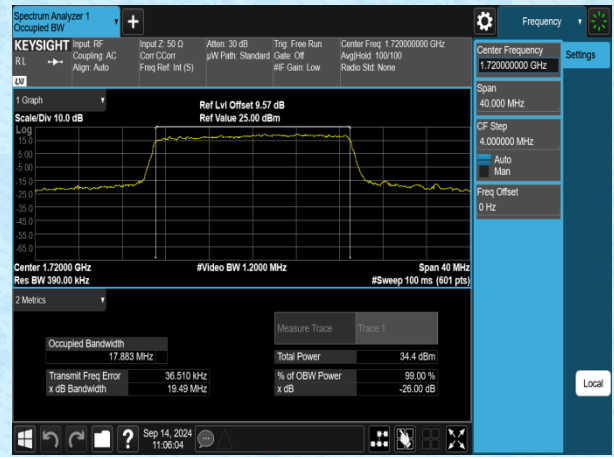 Spectrum Analyzer 1
Occupied BW
Frequency
KEYSIGHT
Input: RF
Input Z: 50 Ω
Atten: 30 dB
Trig: Free Run
Center Freq: 1.720000000 GHz
R L
Coupling: AC
Corr CCorr
µW Path: Standard
Gate: Off
Avg|Hold: 100/100
Align: Auto
Freq Ref: Int (S)
#IF Gain: Low
Radio Std: None
LNI
Center Frequency
1.720000000 GHz
Settings
Span
40.000 MHz
CF Step
4.000000 MHz
Auto
Man
Freq Offset
0 Hz
Local
1 Graph
Ref Lvl Offset 9.57 dB
Scale/Div 10.0 dB
Ref Value 25.00 dBm
Log
15.0
5.00
-5.00
-15.0
-25.0
-35.0
-45.0
-55.0
-65.0
Center 1.72000 GHz
#Video BW 1.2000 MHz
Span 40 MHz
Res BW 390.00 kHz
#Sweep 100 ms (601 pts)
2 Metrics
Measure Trace
Trace 1
Occupied Bandwidth
17.883 MHz
Total Power
34.4 dBm
Transmit Freq Error
36.510 kHz
% of OBW Power
99.00 %
x dB Bandwidth
19.49 MHz
x dB
-26.00 dB
Sep 14, 2024
11:06:04